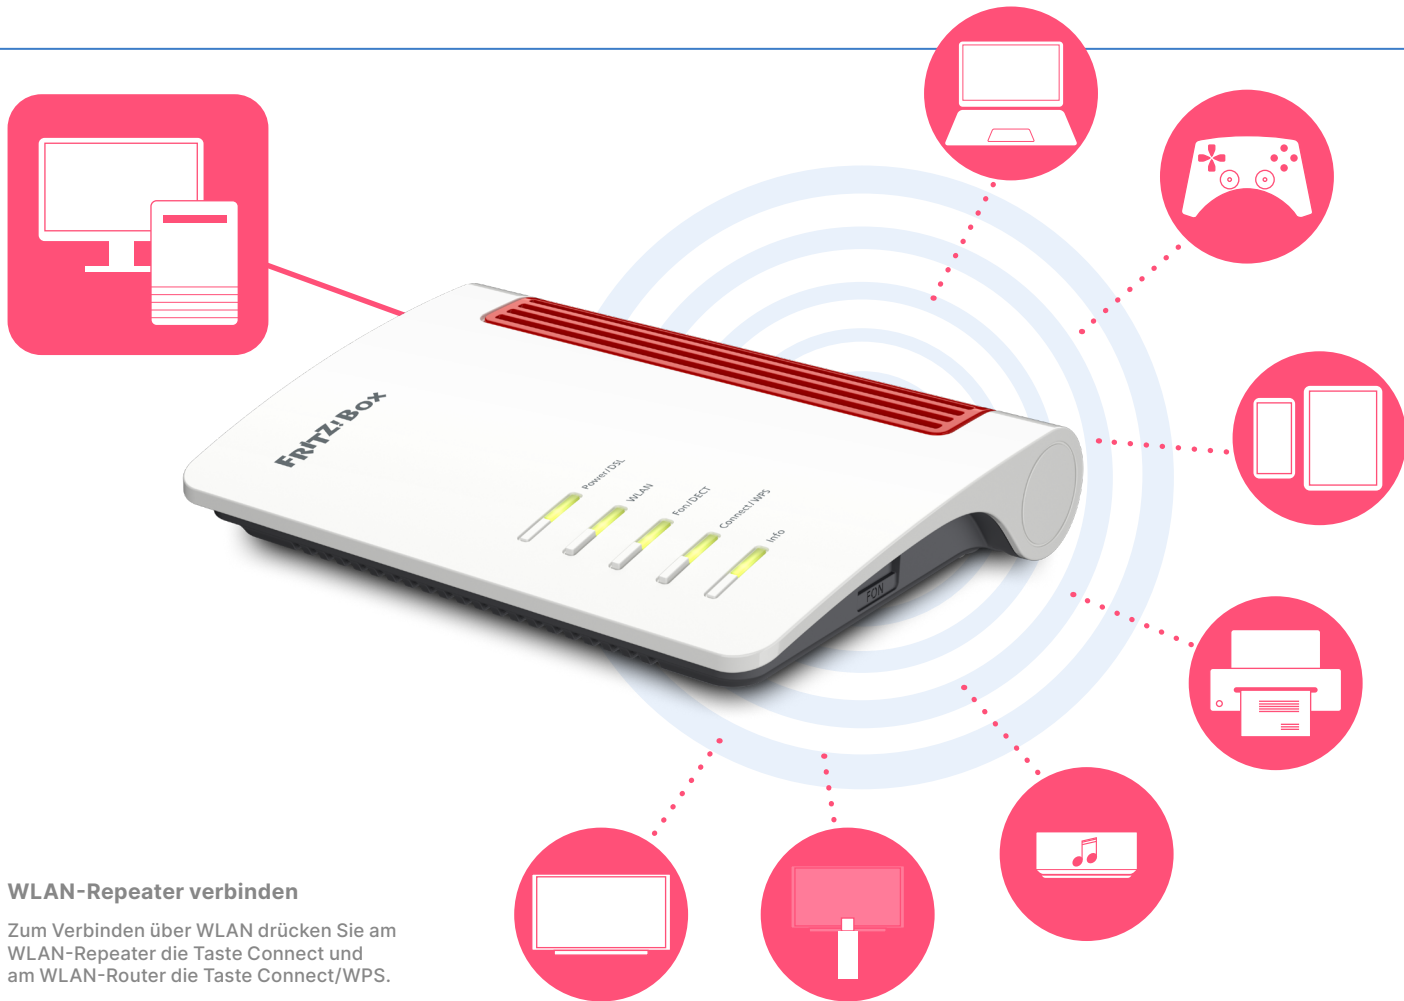 FRITZ!Box
Power/DSL
WLAN
Fon/DECT
Connect/WPS
Info
FON
WLAN-Repeater verbinden
Zum Verbinden über WLAN drücken Sie am
WLAN-Repeater die Taste Connect und
am WLAN-Router die Taste Connect/WPS.